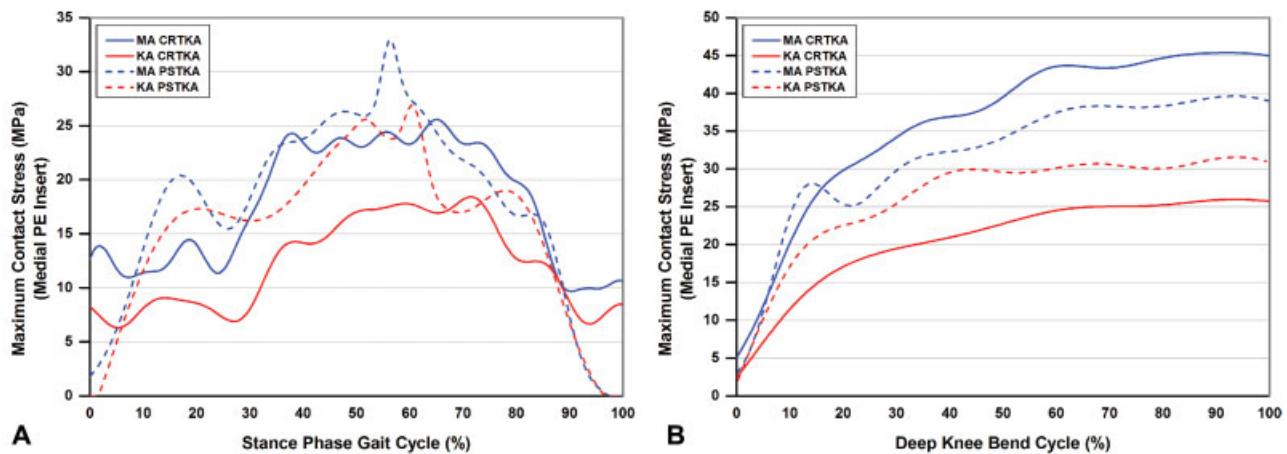 35
30
25
20
15
10
5
0
Maximum Contact Stress (MPa)
(Medial PE Insert)
MA CRTKA
KA CRTKA
MA PSTKA
KA PSTKA
0 10 20 30 40 50 60 70 80 90 100
Stance Phase Gait Cycle (%)
A
50
45
40
35
30
25
20
15
10
5
0
Maximum Contact Stress (MPa)
(Medial PE Insert)
MA CRTKA
KA CRTKA
MA PSTKA
KA PSTKA
0 10 20 30 40 50 60 70 80 90 100
Deep Knee Bend Cycle (%)
B